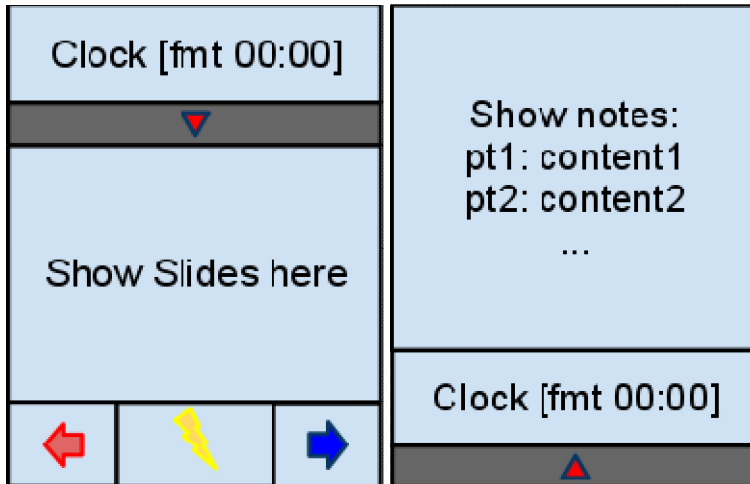 Clock [fmt 00:00]
Show Slides here
Show notes:
pt1: content1
pt2: content2
...
Clock [fmt 00:00]